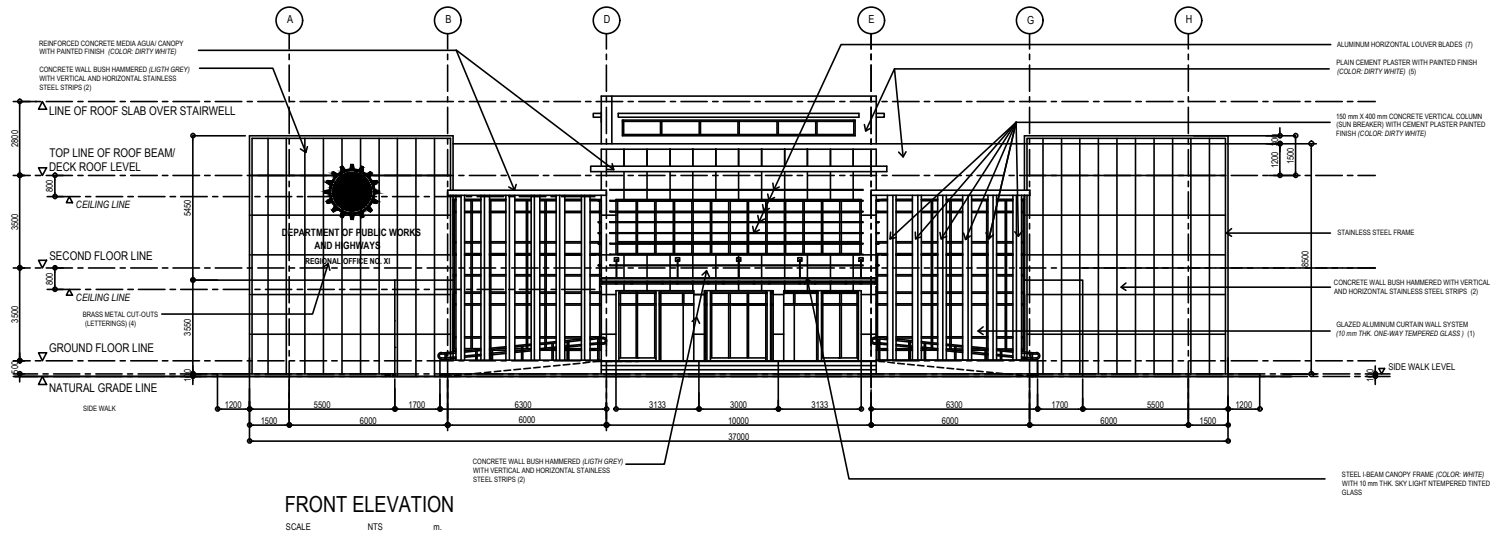 A
B
D
E
G
H
REINFORCED CONCRETE MEDIA AGUA/ CANOPY
WITH PAINTED FINISH (COLOR: DIRTY WHITE)
CONCRETE WALL BUSH HAMMERED (LIGTH GREY)
WITH VERTICAL AND HORIZONTAL STAINLESS
STEEL STRIPS (2)
LINE OF ROOF SLAB OVER STAIRWELL
TOP LINE OF ROOF BEAM/
DECK ROOF LEVEL
CEILING LINE
SECOND FLOOR LINE
CEILING LINE
BRASS METAL CUT-OUTS
(LETTERINGS) (4)
GROUND FLOOR LINE
NATURAL GRADE LINE
SIDE WALK
2800
800
3500
800
3500
5450
3550
DEPARTMENT OF PUBLIC WORKS
AND HIGHWAYS
REGIONAL OFFICE NO. XI
ALUMINUM HORIZONTAL LOUVER BLADES (7)
PLAIN CEMENT PLASTER WITH PAINTED FINISH
(COLOR: DIRTY WHITE) (5)
150 mm X 400 mm CONCRETE VERTICAL COLUMN
(SUN BREAKER) WITH CEMENT PLASTER PAINTED
FINISH (COLOR: DIRTY WHITE)
1200
1500
8500
STAINLESS STEEL FRAME
CONCRETE WALL BUSH HAMMERED WITH VERTICAL
AND HORIZONTAL STAINLESS STEEL STRIPS (2)
GLAZED ALUMINUM CURTAIN WALL SYSTEM
(10 mm THK. ONE-WAY TEMPERED GLASS ) (1)
SIDE WALK LEVEL
1200 5500 1700 6300 3133 3000 3133 6300 1700 5500 1200
1500 6000 6000 10000 6000 6000 1500
37000
CONCRETE WALL BUSH HAMMERED (LIGTH GREY)
WITH VERTICAL AND HORIZONTAL STAINLESS
STEEL STRIPS (2)
STEEL I-BEAM CANOPY FRAME (COLOR: WHITE)
WITH 10 mm THK. SKY LIGHT NTEMPERED TINTED
GLASS
FRONT ELEVATION
SCALE NTS m.